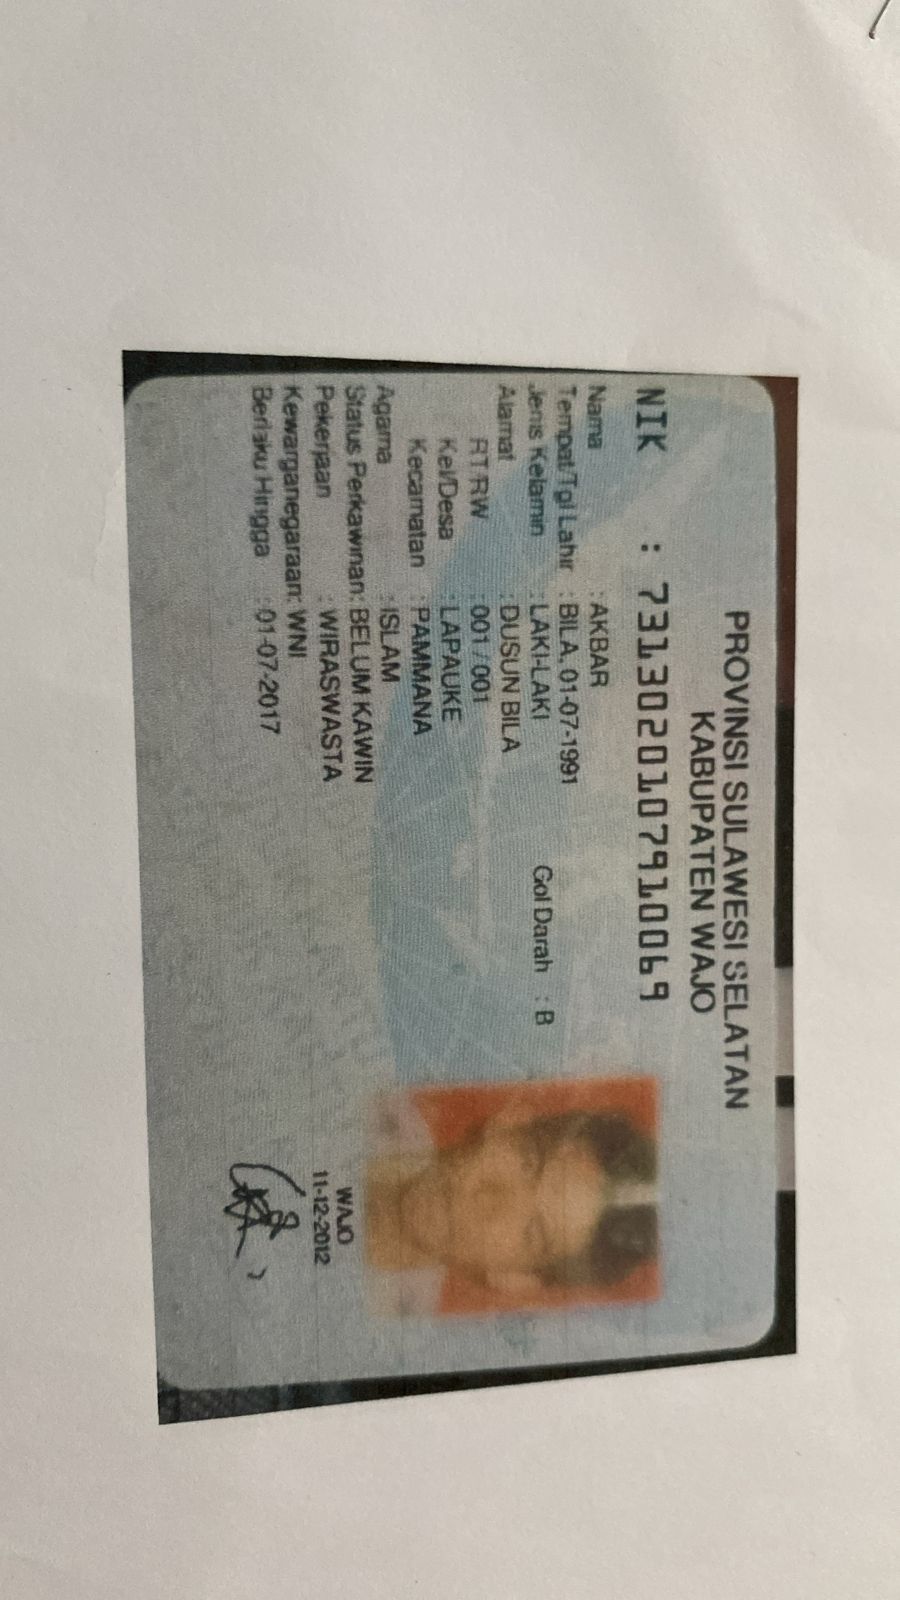 PROVINSI SULAWESI SELATAN
KABUPATEN WAJO
NIK : 7313020107910069
Nama : AKBAR
Tempat/Tgl Lahir : BILA, 01-07-1991
Jenis Kelamin : LAKI-LAKI Gol Darah : B
Alamat : DUSUN BILA
RT/RW : 001 / 001
Kel/Desa : LAPAUKE
Kecamatan : PAMMANA
Agama : ISLAM
Status Perkawinan: BELUM KAWIN
Pekerjaan : WIRASWASTA
Kewarganegaraan: WNI
Berlaku Hingga : 01-07-2017
WAJO
11-12-2012